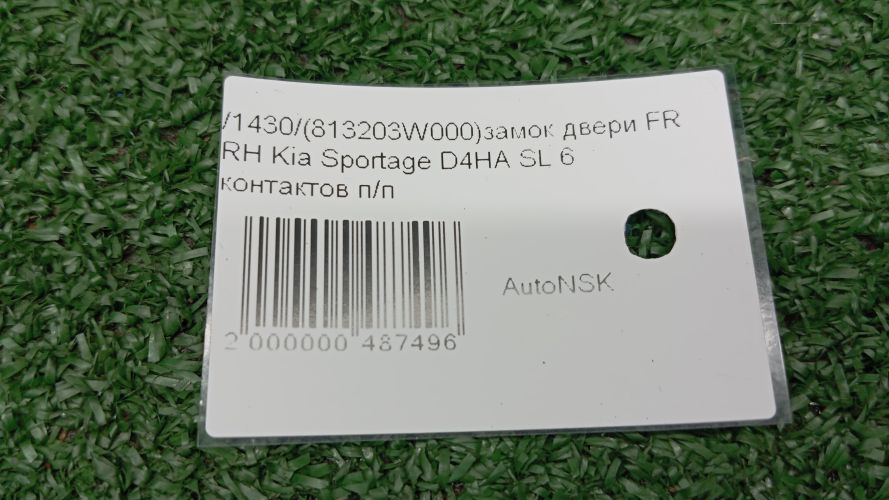 /1430/(813203W000)замок двери FR
RH Kia Sportage D4HA SL 6
контактов п/п
AutoNSK
2 000000 487496